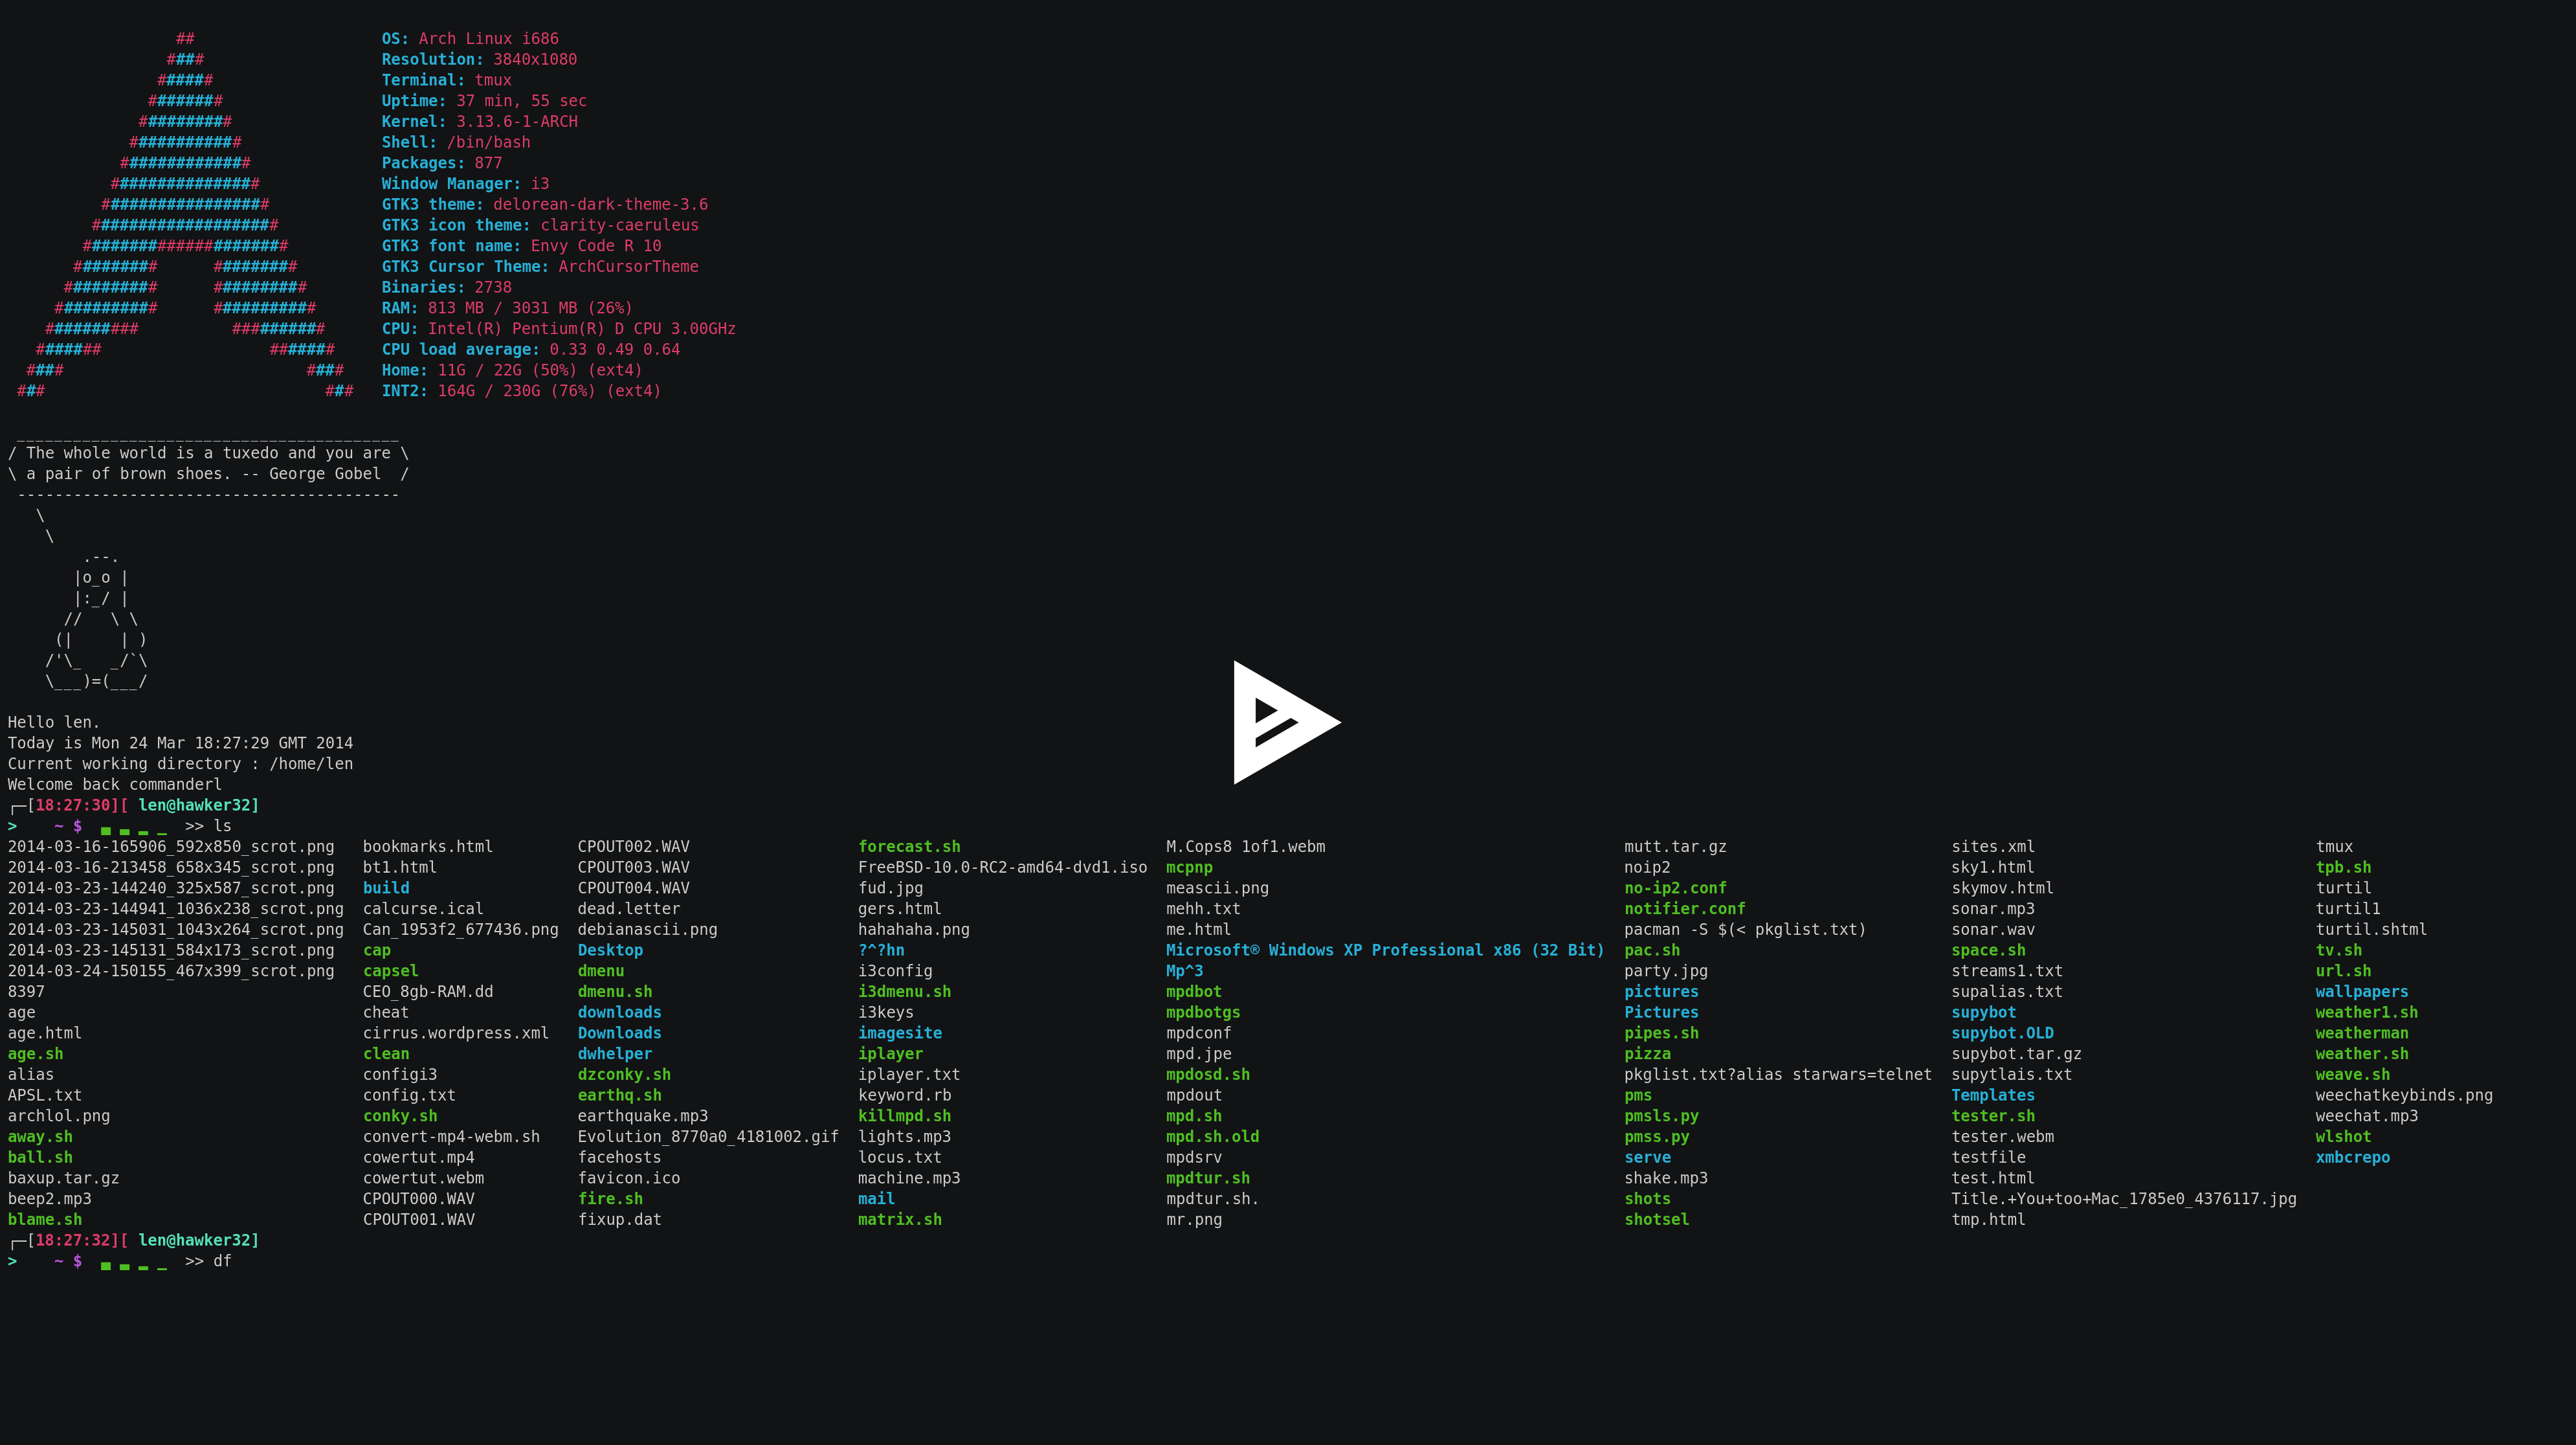 ## OS: Arch Linux i686
#### Resolution: 3840x1080
###### Terminal: tmux
######## Uptime: 37 min, 55 sec
########## Kernel: 3.13.6-1-ARCH
############ Shell: /bin/bash
############## Packages: 877
################ Window Manager: i3
################## GTK3 theme: delorean-dark-theme-3.6
#################### GTK3 icon theme: clarity-caeruleus
###################### GTK3 font name: Envy Code R 10
######### ######### GTK3 Cursor Theme: ArchCursorTheme
########## ########## Binaries: 2738
########### ########### RAM: 813 MB / 3031 MB (26%)
########## ########## CPU: Intel(R) Pentium(R) D CPU 3.00GHz
####### ####### CPU load average: 0.33 0.49 0.64
#### #### Home: 11G / 22G (50%) (ext4)
### ### INT2: 164G / 230G (76%) (ext4)
_________________________________________
/ The whole world is a tuxedo and you are \
\ a pair of brown shoes. -- George Gobel  /
-----------------------------------------
   \
    \
        .--.
       |o_o |
       |:_/ |
      //   \ \
     (|     | )
    /'\_   _/`\
    \___)=(___/
Hello len.
Today is Mon 24 Mar 18:27:29 GMT 2014
Current working directory : /home/len
Welcome back commanderl
┌─[18:27:30][ len@hawker32]
>    ~ $  ▄ ▃ ▂ ▁  >> ls
2014-03-16-165906_592x850_scrot.png bookmarks.html CPOUT002.WAV forecast.sh M.Cops8 1of1.webm mutt.tar.gz sites.xml tmux
2014-03-16-213458_658x345_scrot.png bt1.html CPOUT003.WAV FreeBSD-10.0-RC2-amd64-dvd1.iso mcpnp noip2 sky1.html tpb.sh
2014-03-23-144240_325x587_scrot.png build CPOUT004.WAV fud.jpg meascii.png no-ip2.conf skymov.html turtil
2014-03-23-144941_1036x238_scrot.png calcurse.ical dead.letter gers.html mehh.txt notifier.conf sonar.mp3 turtil1
2014-03-23-145031_1043x264_scrot.png Can_1953f2_677436.png debianascii.png hahahaha.png me.html pacman -S $(< pkglist.txt) sonar.wav turtil.shtml
2014-03-23-145131_584x173_scrot.png cap Desktop ?^?hn Microsoft® Windows XP Professional x86 (32 Bit) pac.sh space.sh tv.sh
2014-03-24-150155_467x399_scrot.png capsel dmenu i3config Mp^3 party.jpg streams1.txt url.sh
8397 CEO_8gb-RAM.dd dmenu.sh i3dmenu.sh mpdbot pictures supalias.txt wallpapers
age cheat downloads i3keys mpdbotgs Pictures supybot weather1.sh
age.html cirrus.wordpress.xml Downloads imagesite mpdconf pipes.sh supybot.OLD weatherman
age.sh clean dwhelper iplayer mpd.jpe pizza supybot.tar.gz weather.sh
alias configi3 dzconky.sh iplayer.txt mpdosd.sh pkglist.txt?alias starwars=telnet supytlais.txt weave.sh
APSL.txt config.txt earthq.sh keyword.rb mpdout pms Templates weechatkeybinds.png
archlol.png conky.sh earthquake.mp3 killmpd.sh mpd.sh pmsls.py tester.sh weechat.mp3
away.sh convert-mp4-webm.sh Evolution_8770a0_4181002.gif lights.mp3 mpd.sh.old pmss.py tester.webm wlshot
ball.sh cowertut.mp4 facehosts locus.txt mpdsrv serve testfile xmbcrepo
baxup.tar.gz cowertut.webm favicon.ico machine.mp3 mpdtur.sh shake.mp3 test.html
beep2.mp3 CPOUT000.WAV fire.sh mail mpdtur.sh. shots Title.+You+too+Mac_1785e0_4376117.jpg
blame.sh CPOUT001.WAV fixup.dat matrix.sh mr.png shotsel tmp.html
┌─[18:27:32][ len@hawker32]
>    ~ $  ▄ ▃ ▂ ▁  >> df